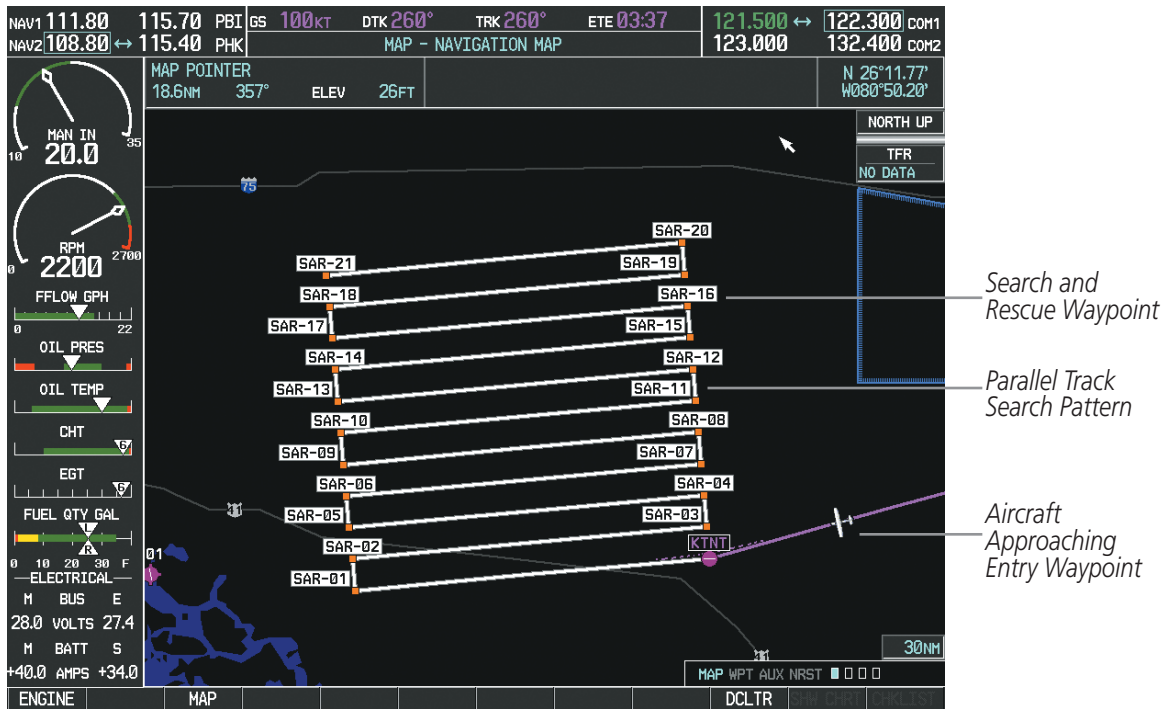 NAV1 111.80 115.70 PBI
NAV2 108.80 ↔ 115.40 PHK
GS 100KT DTK 260° TRK 260° ETE 03:37
MAP – NAVIGATION MAP
121.500 ↔ 122.300 COM1
123.000 132.400 COM2
MAP POINTER
18.6NM 357° ELEV 26FT
N 26°11.77'
W080°50.20'
NORTH UP
TFR
NO DATA
MAN IN
10 20.0 35
RPM
0 2200 2700
FFLOW GPH
0 22
OIL PRES
OIL TEMP
CHT
6
EGT
6
FUEL QTY GAL
L
R
0 10 20 30 F
ELECTRICAL
M BUS E
28.0 VOLTS 27.4
M BATT S
+40.0 AMPS +34.0
75
SAR-20
SAR-21
SAR-19
SAR-18
SAR-16
SAR-17
SAR-15
SAR-14
SAR-12
SAR-13
SAR-11
SAR-10
SAR-08
SAR-09
SAR-07
SAR-06
SAR-04
SAR-05
SAR-03
SAR-02
KTNT
SAR-01
01
30NM
MAP WPT AUX NRST
ENGINE MAP DCLTR SHW CHRT CHKLIST
Search and
Rescue Waypoint
Parallel Track
Search Pattern
Aircraft
Approaching
Entry Waypoint